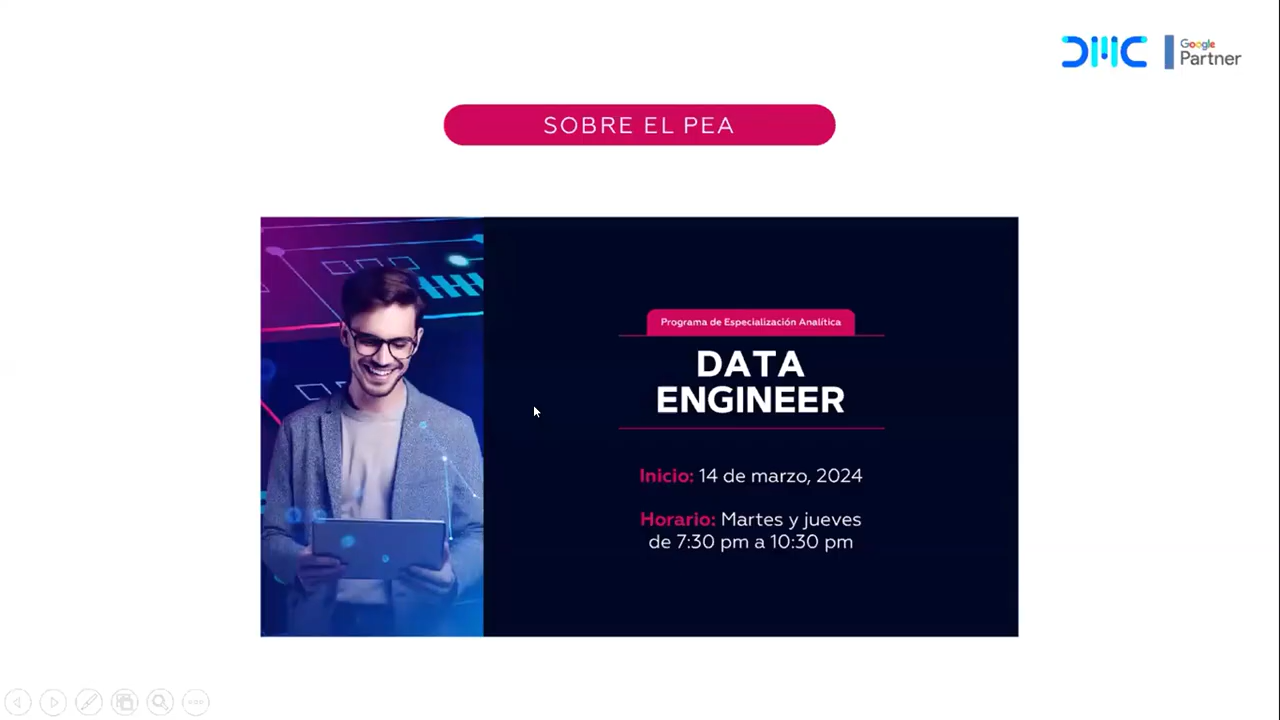 DMC
Google
Partner
SOBRE EL PEA
Programa de Especialización Analítica
DATA
ENGINEER
Inicio: 14 de marzo, 2024
Horario: Martes y jueves
de 7:30 pm a 10:30 pm